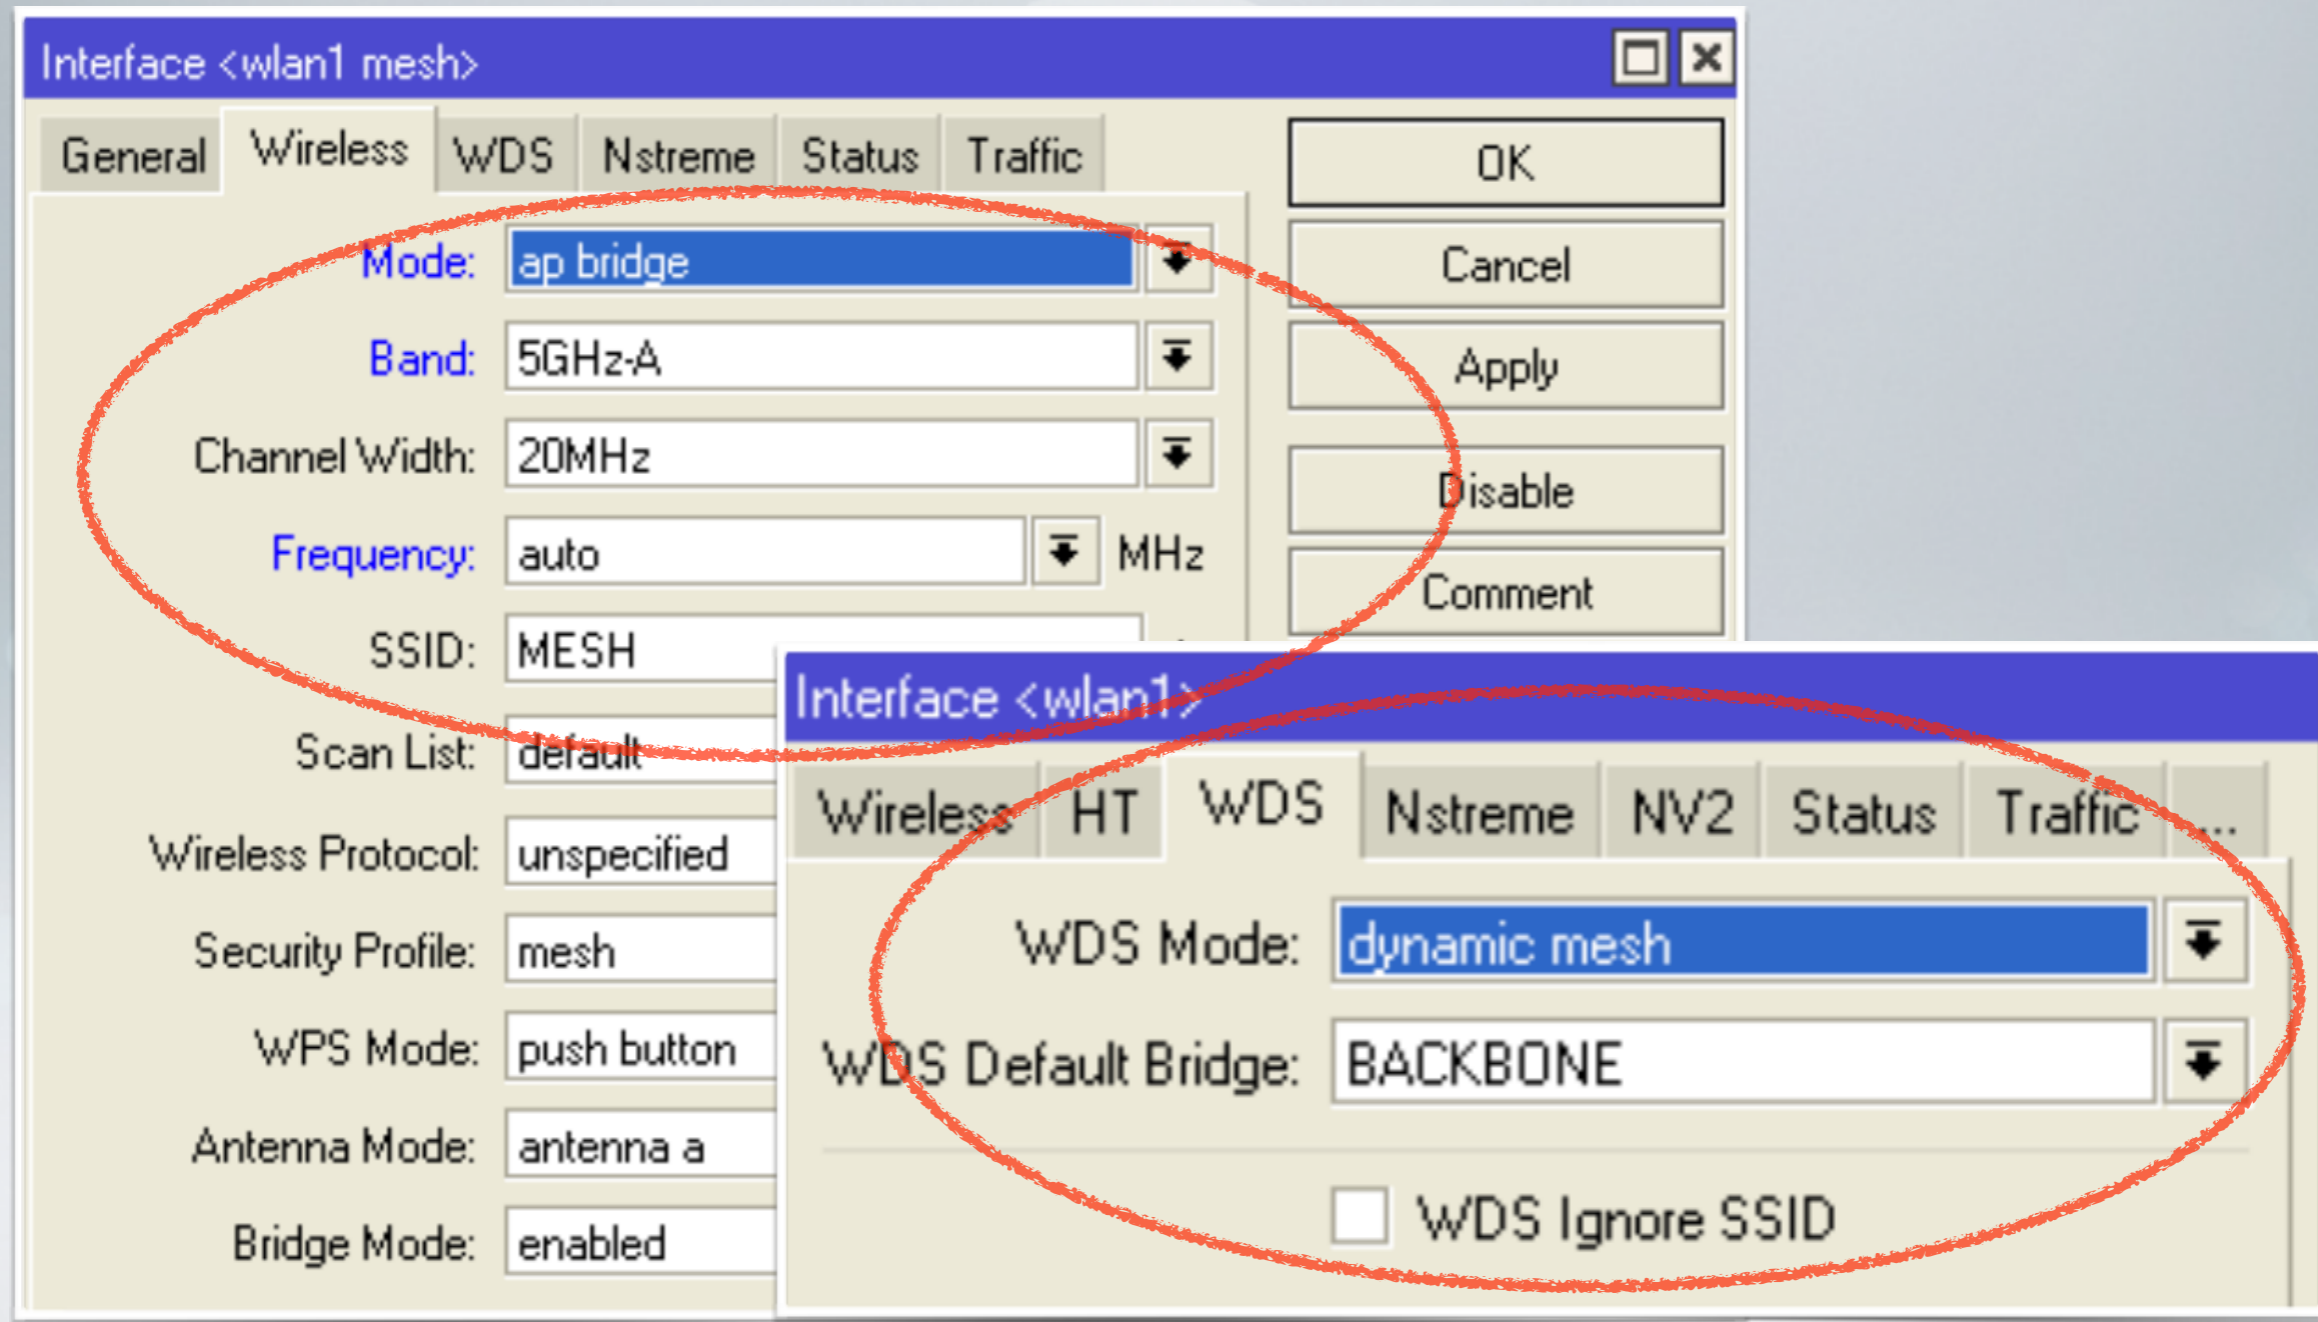 Interface <wlan1 mesh>
General Wireless WDS Nstreme Status Traffic
Mode: ap bridge
Band: 5GHz-A
Channel Width: 20MHz
Frequency: auto MHz
SSID: MESH
Scan List: default
Wireless Protocol: unspecified
Security Profile: mesh
WPS Mode: push button
Antenna Mode: antenna a
Bridge Mode: enabled
OK
Cancel
Apply
Disable
Comment
Interface <wlan1>
Wireless HT WDS Nstreme NV2 Status Traffic ...
WDS Mode: dynamic mesh
WDS Default Bridge: BACKBONE
WDS Ignore SSID